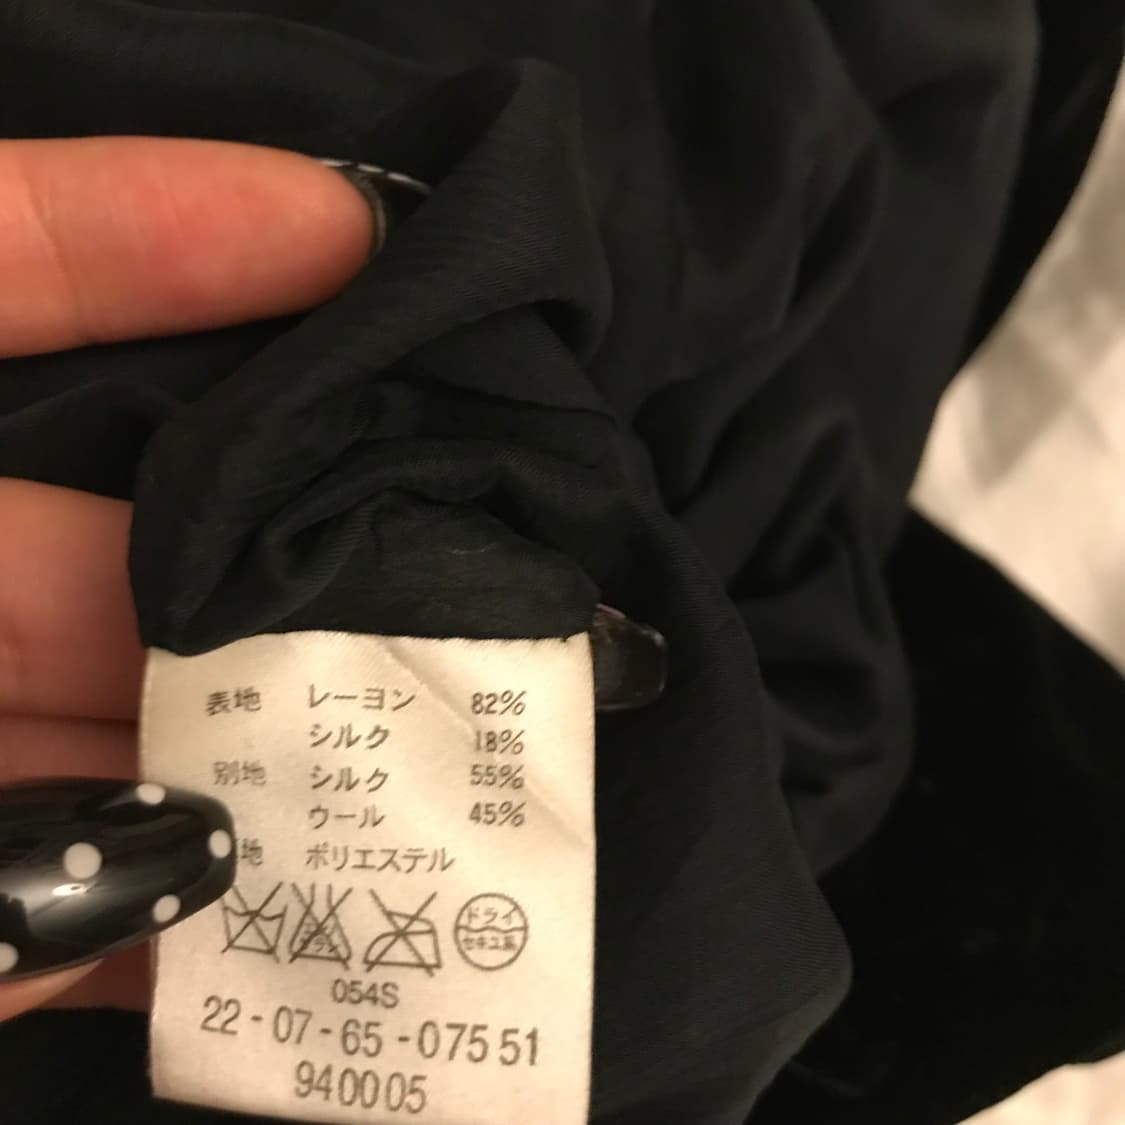 表地 レーヨン 82%
シルク 18%
別地 シルク 55%
ウール 45%
地 ポリエステル
ドライ
セキユ系
054S
22-07-65-07551
940005